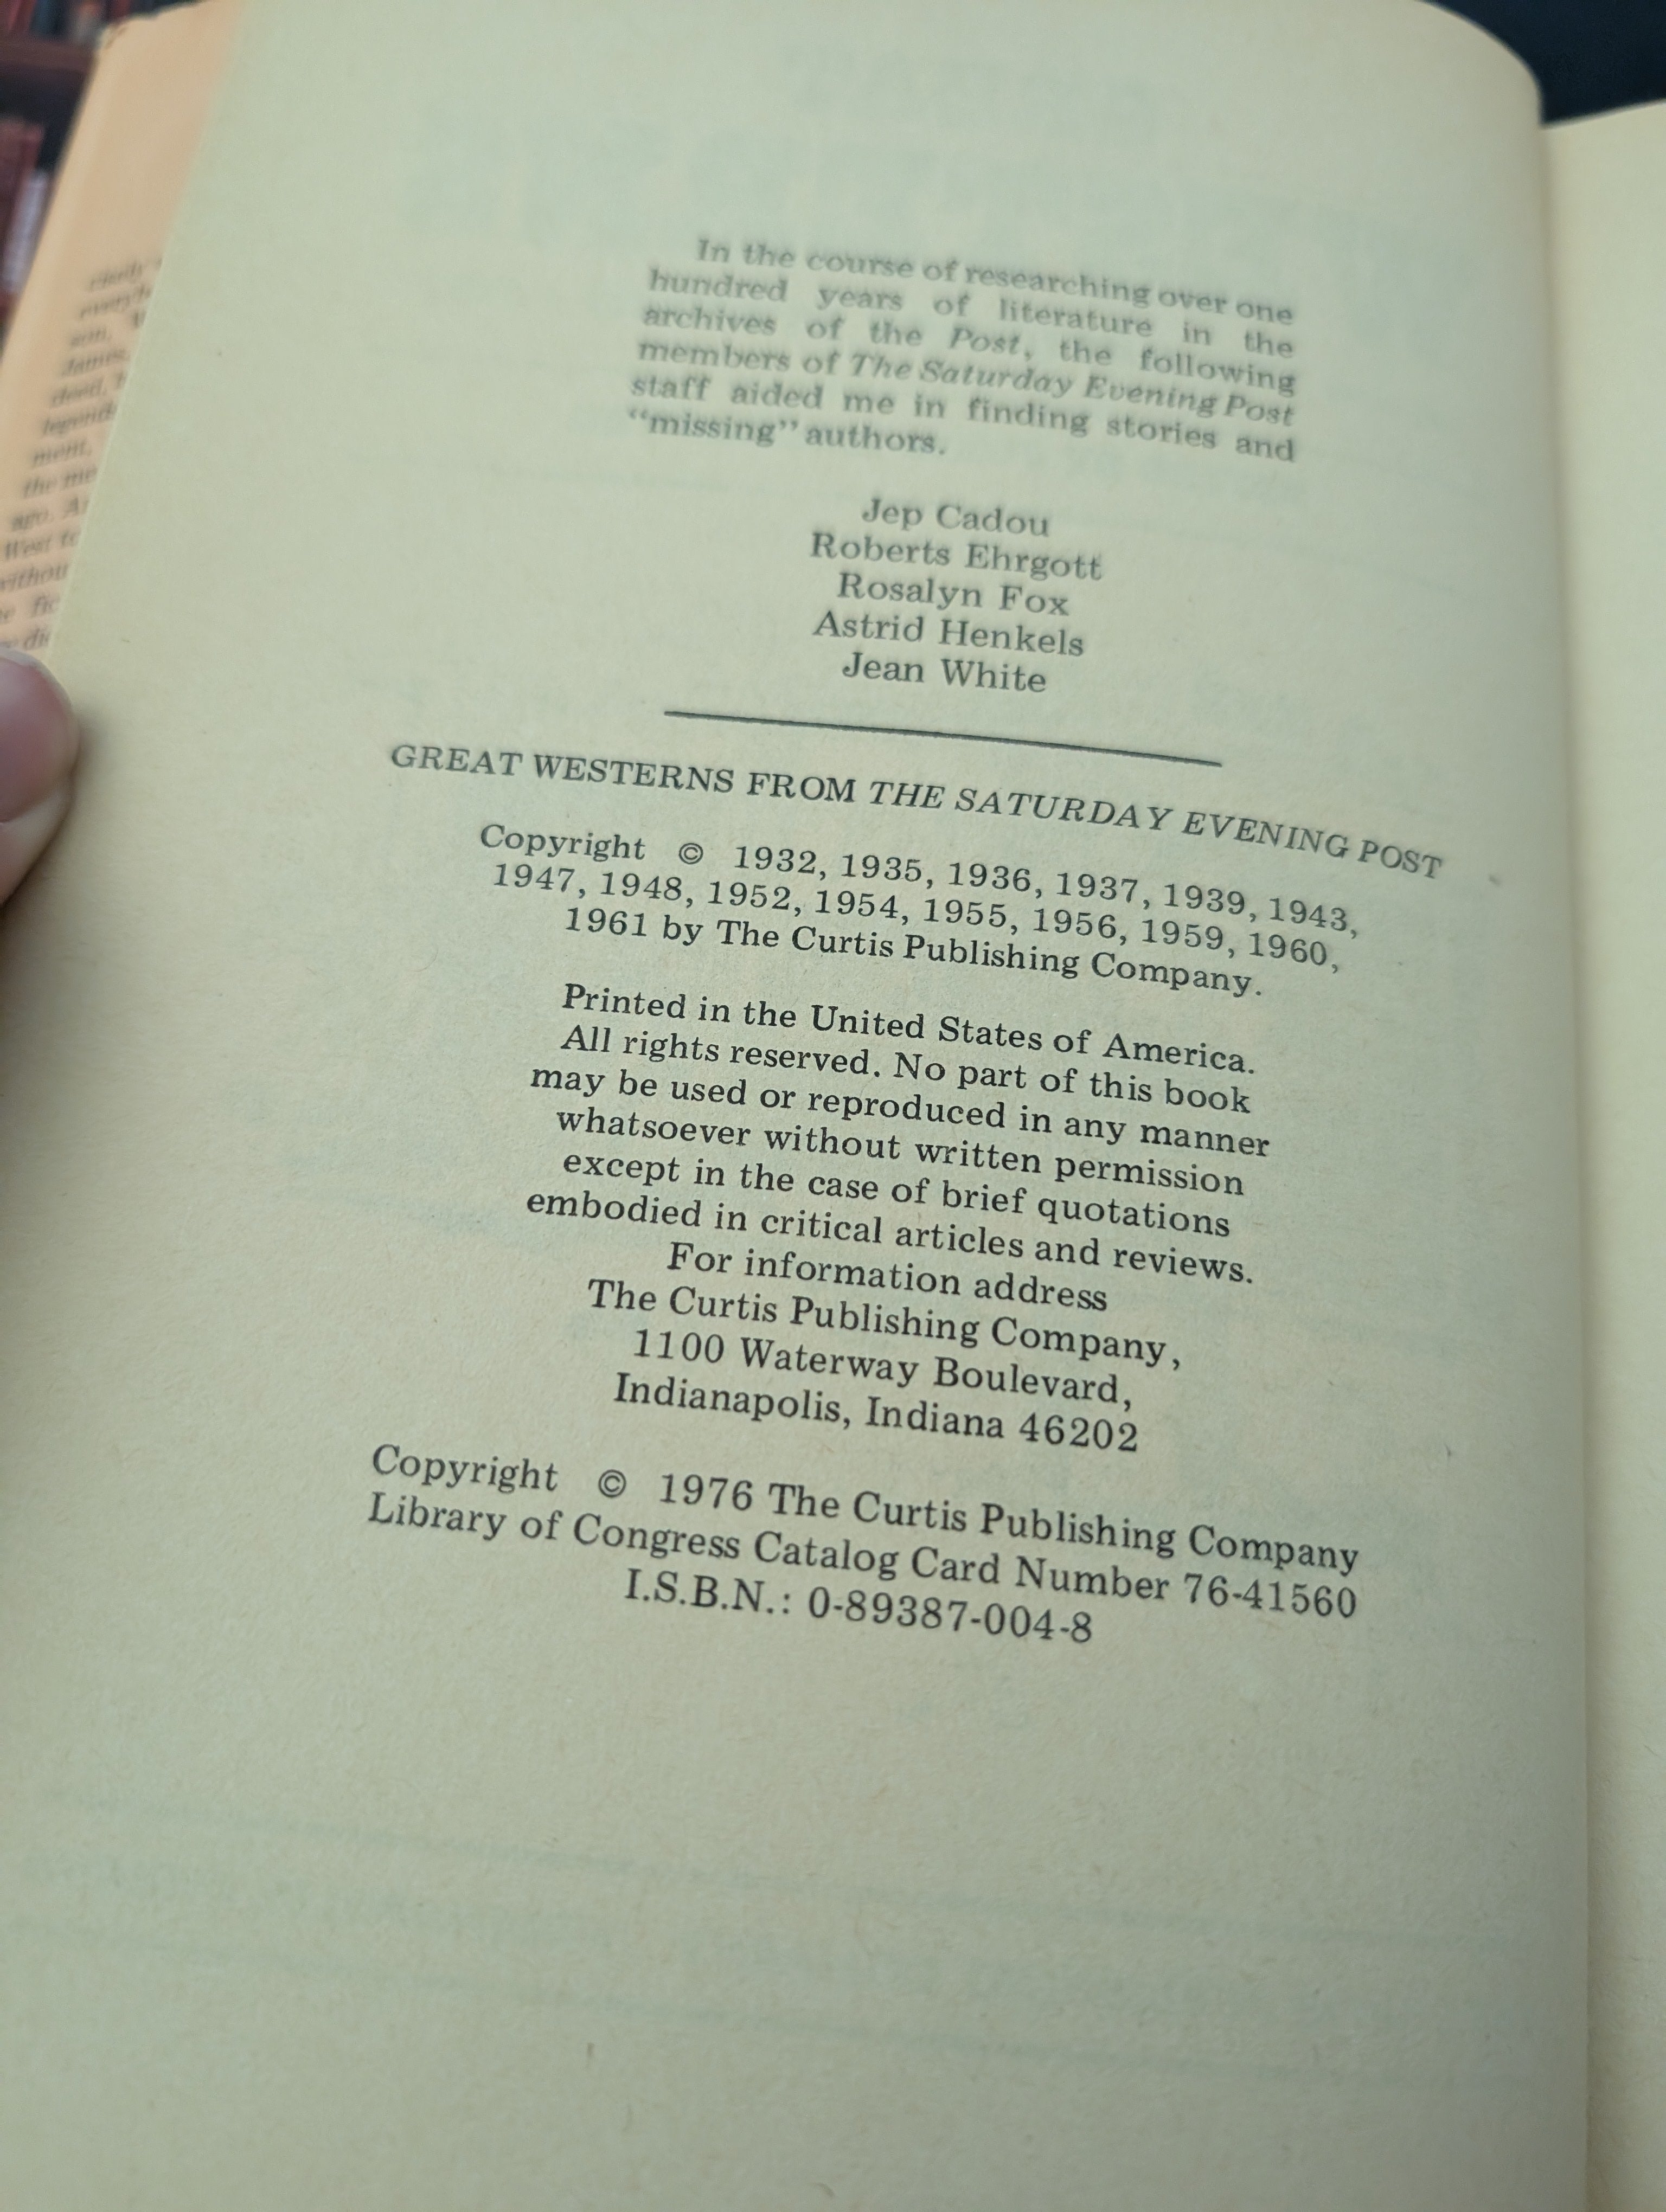 In the course of researching over one
hundred years of literature in the
archives of the Post, the following
members of The Saturday Evening Post
staff aided me in finding stories and
“missing” authors.
Jep Cadou
Roberts Ehrgott
Rosalyn Fox
Astrid Henkels
Jean White
GREAT WESTERNS FROM THE SATURDAY EVENING POST
Copyright © 1932, 1935, 1936, 1937, 1939, 1943,
1947, 1948, 1952, 1954, 1955, 1956, 1959, 1960,
1961 by The Curtis Publishing Company.
Printed in the United States of America.
All rights reserved. No part of this book
may be used or reproduced in any manner
whatsoever without written permission
except in the case of brief quotations
embodied in critical articles and reviews.
For information address
The Curtis Publishing Company,
1100 Waterway Boulevard,
Indianapolis, Indiana 46202
Copyright © 1976 The Curtis Publishing Company
Library of Congress Catalog Card Number 76-41560
I.S.B.N.: 0-89387-004-8